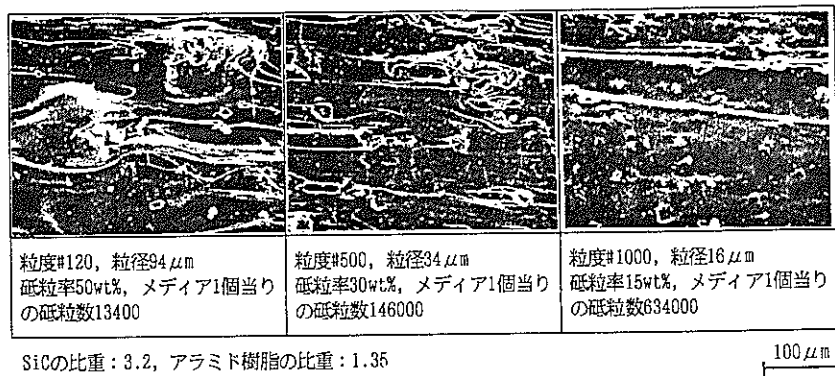 粒度#120, 粒径94μm
砥粒率50wt%, メディア1個当り
の砥粒数13400
粒度#500, 粒径34μm
砥粒率30wt%, メディア1個当り
の砥粒数146000
粒度#1000, 粒径16μm
砥粒率15wt%, メディア1個当り
の砥粒数634000
SiCの比重:3.2, アラミド樹脂の比重:1.35
100μm